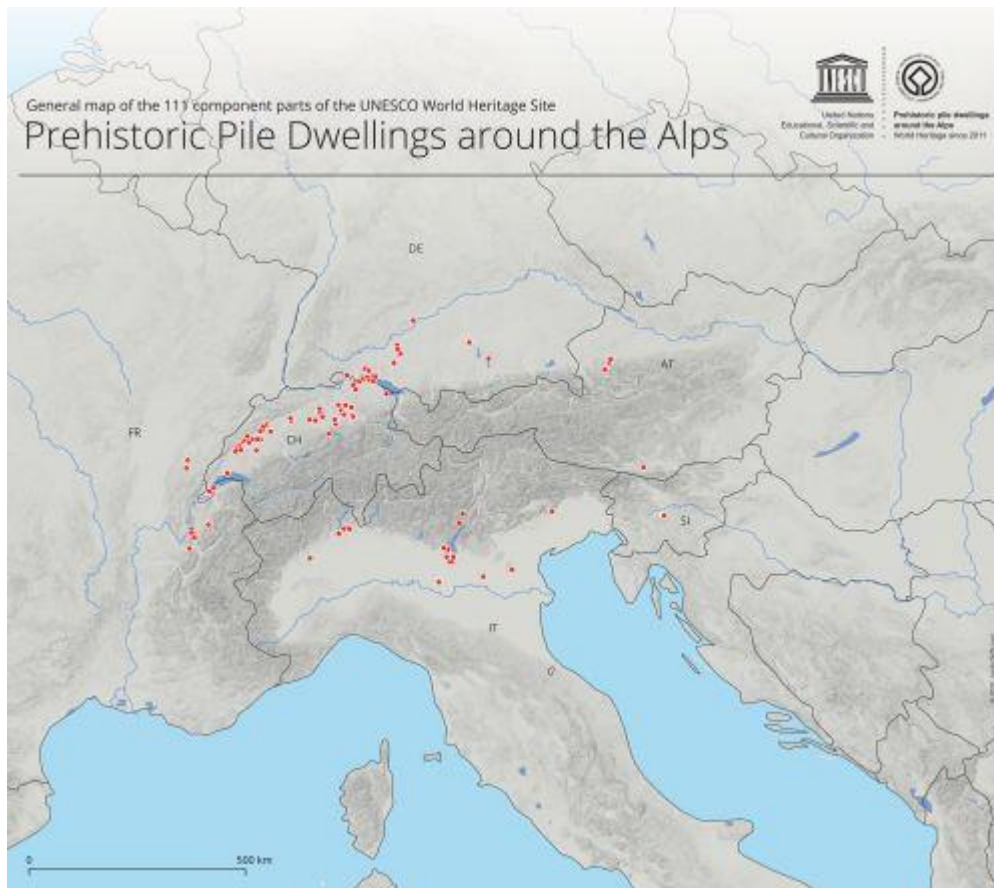 General map of the 111 component parts of the UNESCO World Heritage Site
Prehistoric Pile Dwellings around the Alps
UNESCO
United Nations
Educational, Scientific and
Cultural Organization
Prehistoric pile dwellings
around the Alps
World Heritage since 2011
DE
AT
FR
CH
SI
IT
0 500 km